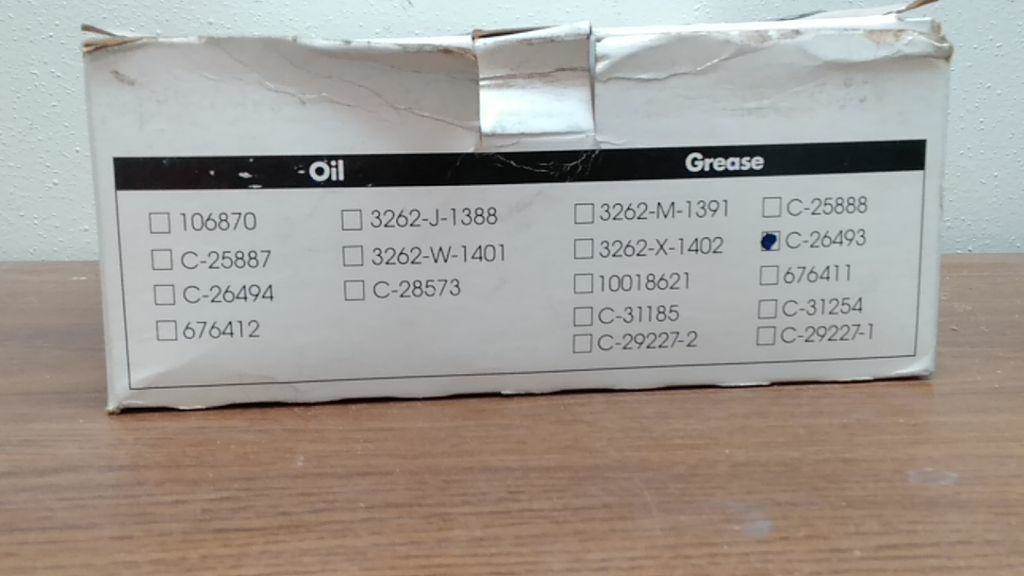 Oil Grease
106870 3262-J-1388 3262-M-1391 C-25888
C-25887 3262-W-1401 3262-X-1402 C-26493
C-26494 C-28573 10018621 676411
676412 C-31185 C-31254
C-29227-2 C-29227-1